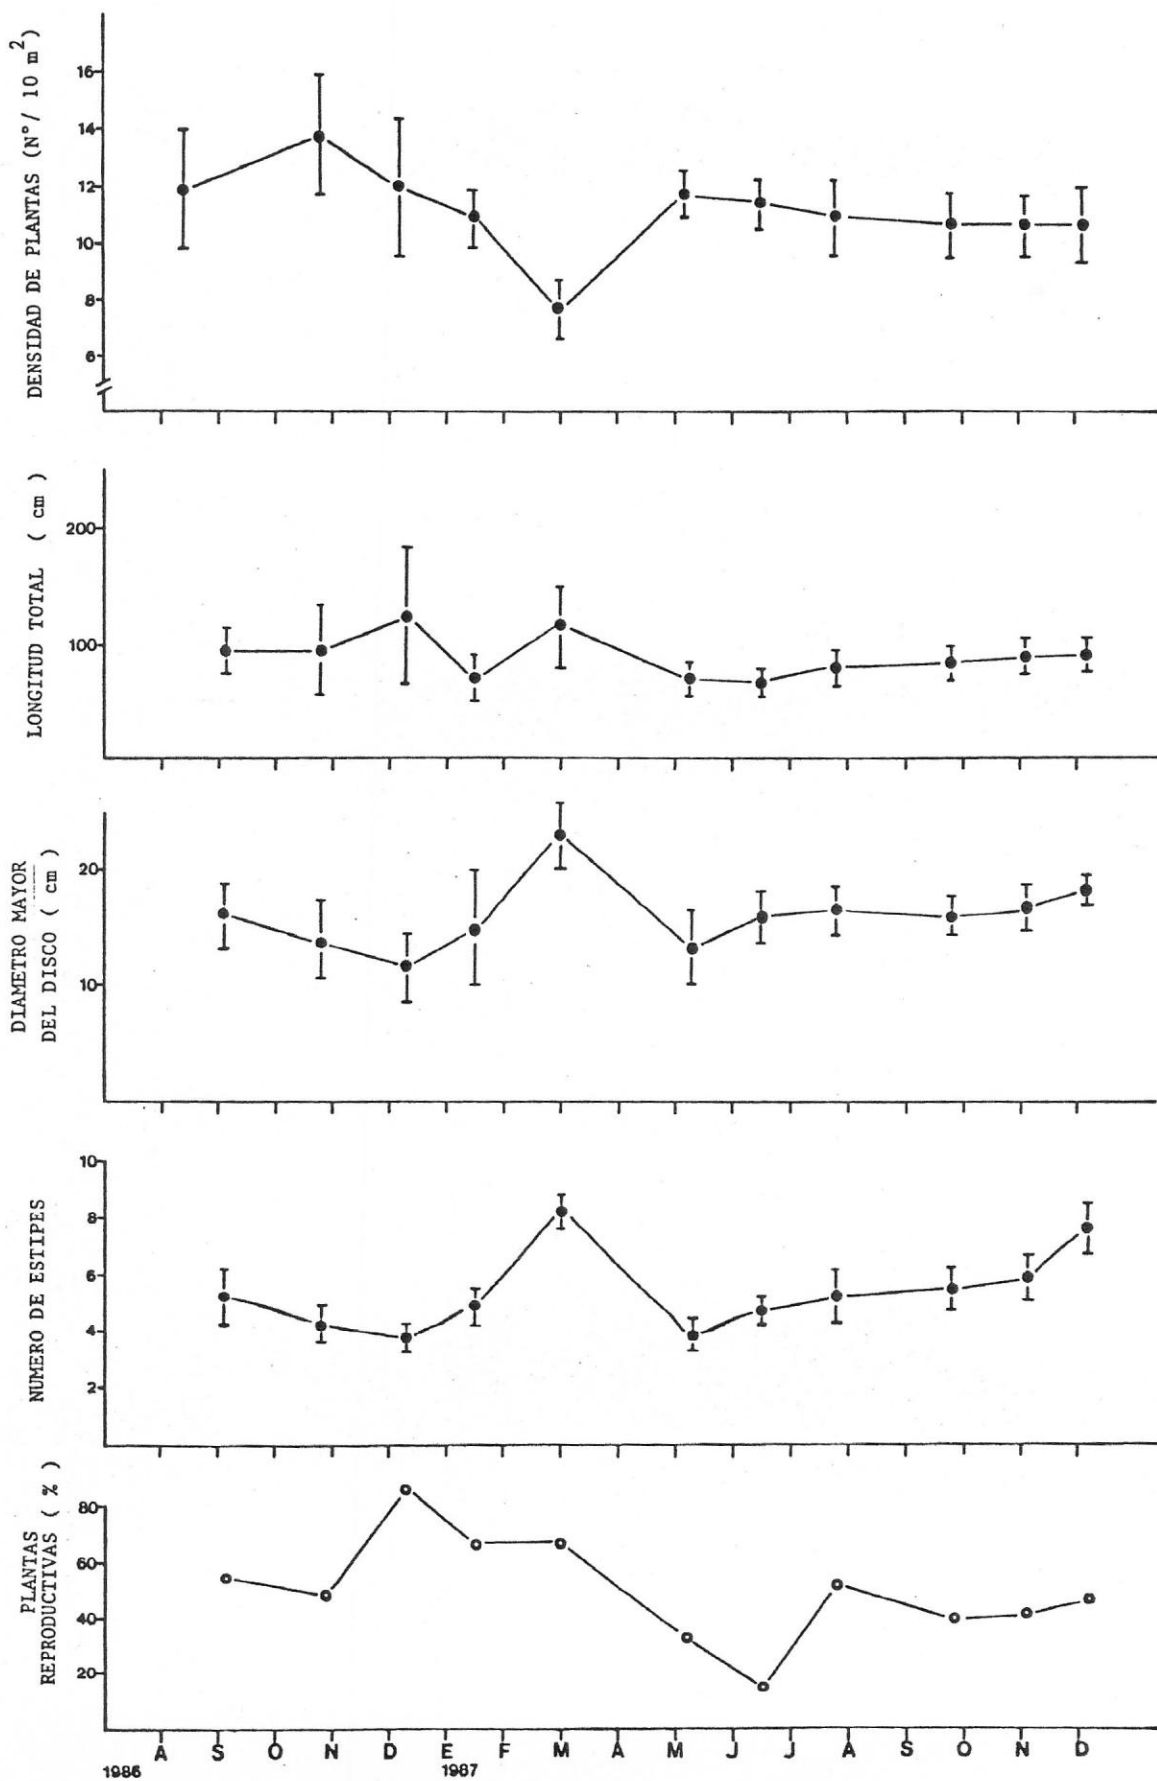 DENSIDAD DE PLANTAS (N°/ 10 m2)
16
14
12
10
8
6
LONGITUD TOTAL ( cm )
200
100
DIAMETRO MAYOR
DEL DISCO ( cm )
20
10
NUMERO DE ESTIPES
10
8
6
4
2
PLANTAS
REPRODUCTIVAS ( % )
80
60
40
20
A S O N D E F M A M J J A S O N D
1986 1987